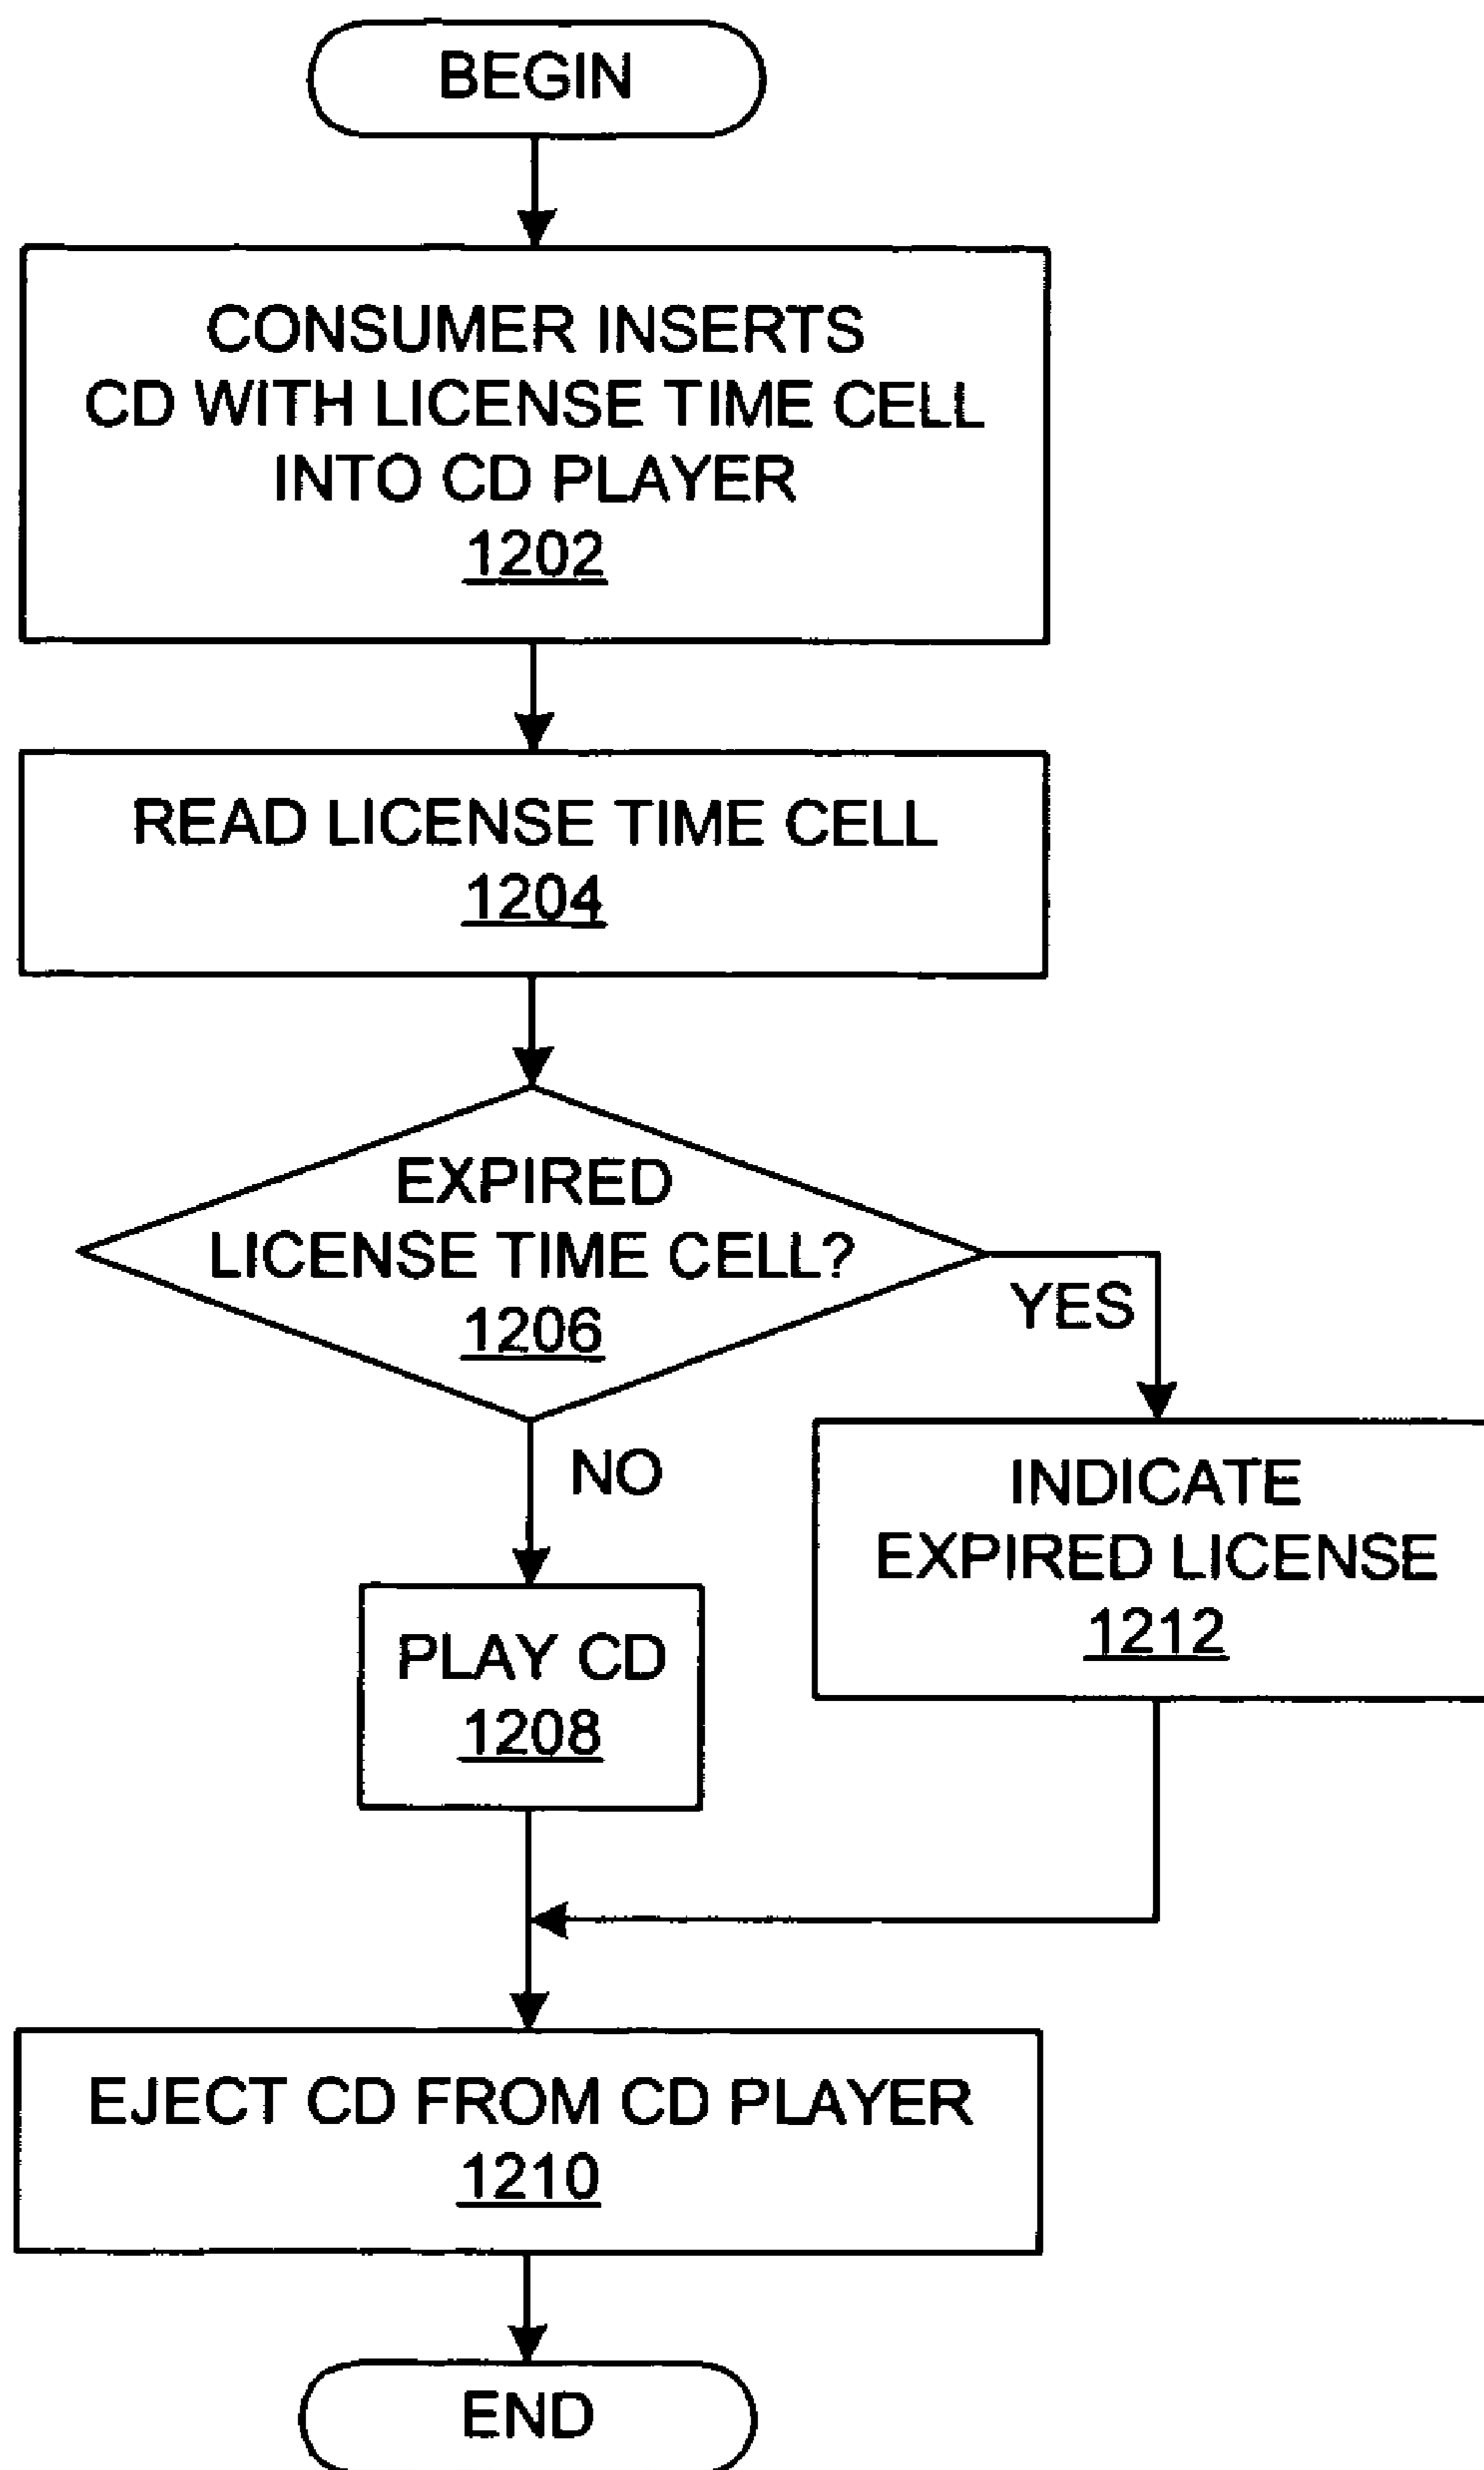 BEGIN
CONSUMER INSERTS
CD WITH LICENSE TIME CELL
INTO CD PLAYER
1202
READ LICENSE TIME CELL
1204
EXPIRED
LICENSE TIME CELL?
1206
YES
NO
INDICATE
EXPIRED LICENSE
1212
PLAY CD
1208
EJECT CD FROM CD PLAYER
1210
END